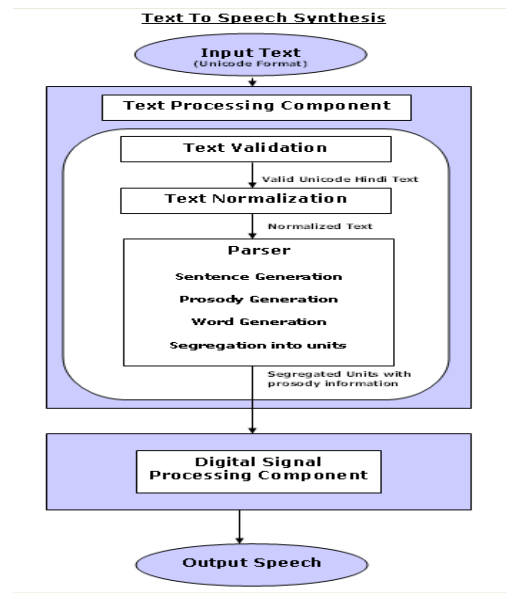 Text To Speech Synthesis
Input Text
(Unicode Format)
Text Processing Component
Text Validation
Valid Unicode Hindi Text
Text Normalization
Normalized Text
Parser
Sentence Generation
Prosody Generation
Word Generation
Segregation into units
Segregated Units with
prosody information
Digital Signal
Processing Component
Output Speech